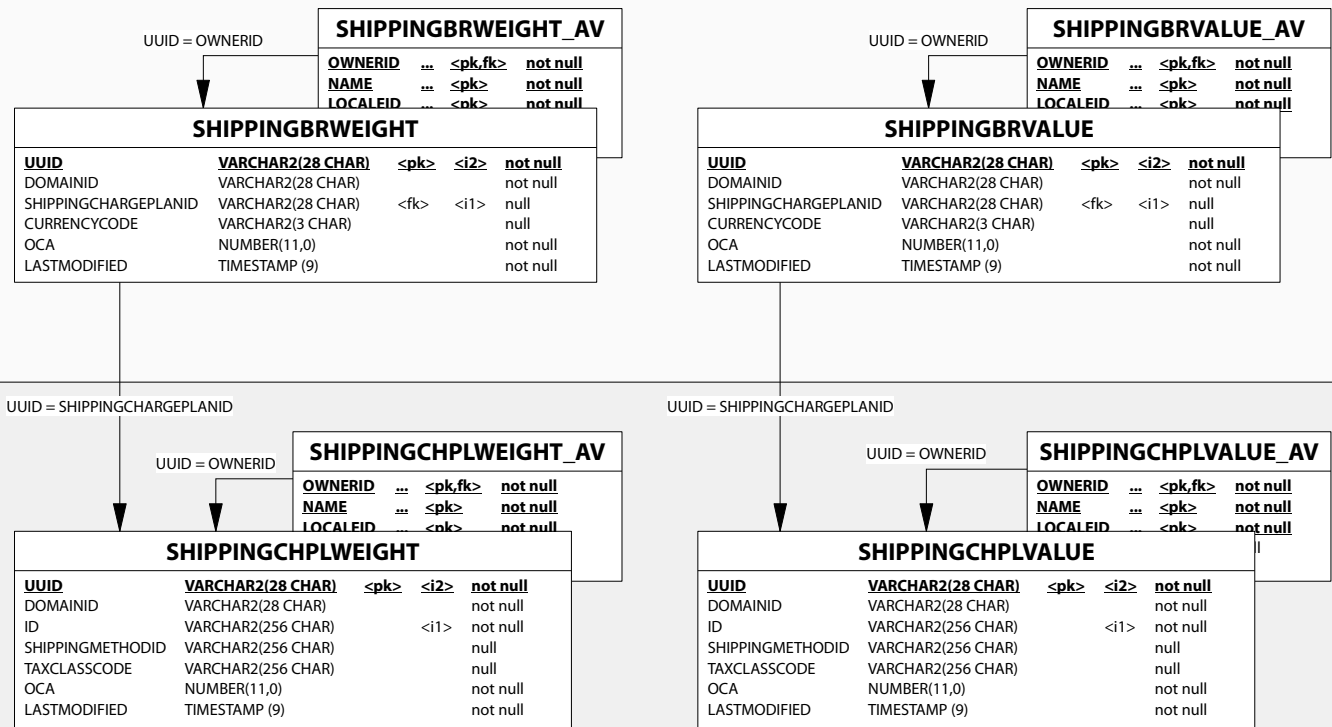 SHIPPINGBRWEIGHT_AV
UUID = OWNERID
OWNERID ... <pk,fk> not null
NAME ... <pk> not null
LOCALEID ... <pk> not null
SHIPPINGBRWEIGHT
UUID VARCHAR2(28 CHAR) <pk> <i2> not null
DOMAINID VARCHAR2(28 CHAR) not null
SHIPPINGCHARGEPLANID VARCHAR2(28 CHAR) <fk> <i1> null
CURRENCYCODE VARCHAR2(3 CHAR) null
OCA NUMBER(11,0) not null
LASTMODIFIED TIMESTAMP (9) not null
SHIPPINGBRVALUE_AV
UUID = OWNERID
OWNERID ... <pk,fk> not null
NAME ... <pk> not null
LOCALEID ... <pk> not null
SHIPPINGBRVALUE
UUID VARCHAR2(28 CHAR) <pk> <i2> not null
DOMAINID VARCHAR2(28 CHAR) not null
SHIPPINGCHARGEPLANID VARCHAR2(28 CHAR) <fk> <i1> null
CURRENCYCODE VARCHAR2(3 CHAR) null
OCA NUMBER(11,0) not null
LASTMODIFIED TIMESTAMP (9) not null
UUID = SHIPPINGCHARGEPLANID
SHIPPINGCHPLWEIGHT_AV
UUID = OWNERID
OWNERID ... <pk,fk> not null
NAME ... <pk> not null
LOCALEID ... <pk> not null
SHIPPINGCHPLWEIGHT
UUID VARCHAR2(28 CHAR) <pk> <i2> not null
DOMAINID VARCHAR2(28 CHAR) not null
ID VARCHAR2(256 CHAR) <i1> not null
SHIPPINGMETHODID VARCHAR2(256 CHAR) null
TAXCLASSCODE VARCHAR2(256 CHAR) null
OCA NUMBER(11,0) not null
LASTMODIFIED TIMESTAMP (9) not null
UUID = SHIPPINGCHARGEPLANID
SHIPPINGCHPLVALUE_AV
UUID = OWNERID
OWNERID ... <pk,fk> not null
NAME ... <pk> not null
LOCALEID ... <pk> not null
SHIPPINGCHPLVALUE
UUID VARCHAR2(28 CHAR) <pk> <i2> not null
DOMAINID VARCHAR2(28 CHAR) not null
ID VARCHAR2(256 CHAR) <i1> not null
SHIPPINGMETHODID VARCHAR2(256 CHAR) null
TAXCLASSCODE VARCHAR2(256 CHAR) null
OCA NUMBER(11,0) not null
LASTMODIFIED TIMESTAMP (9) not null